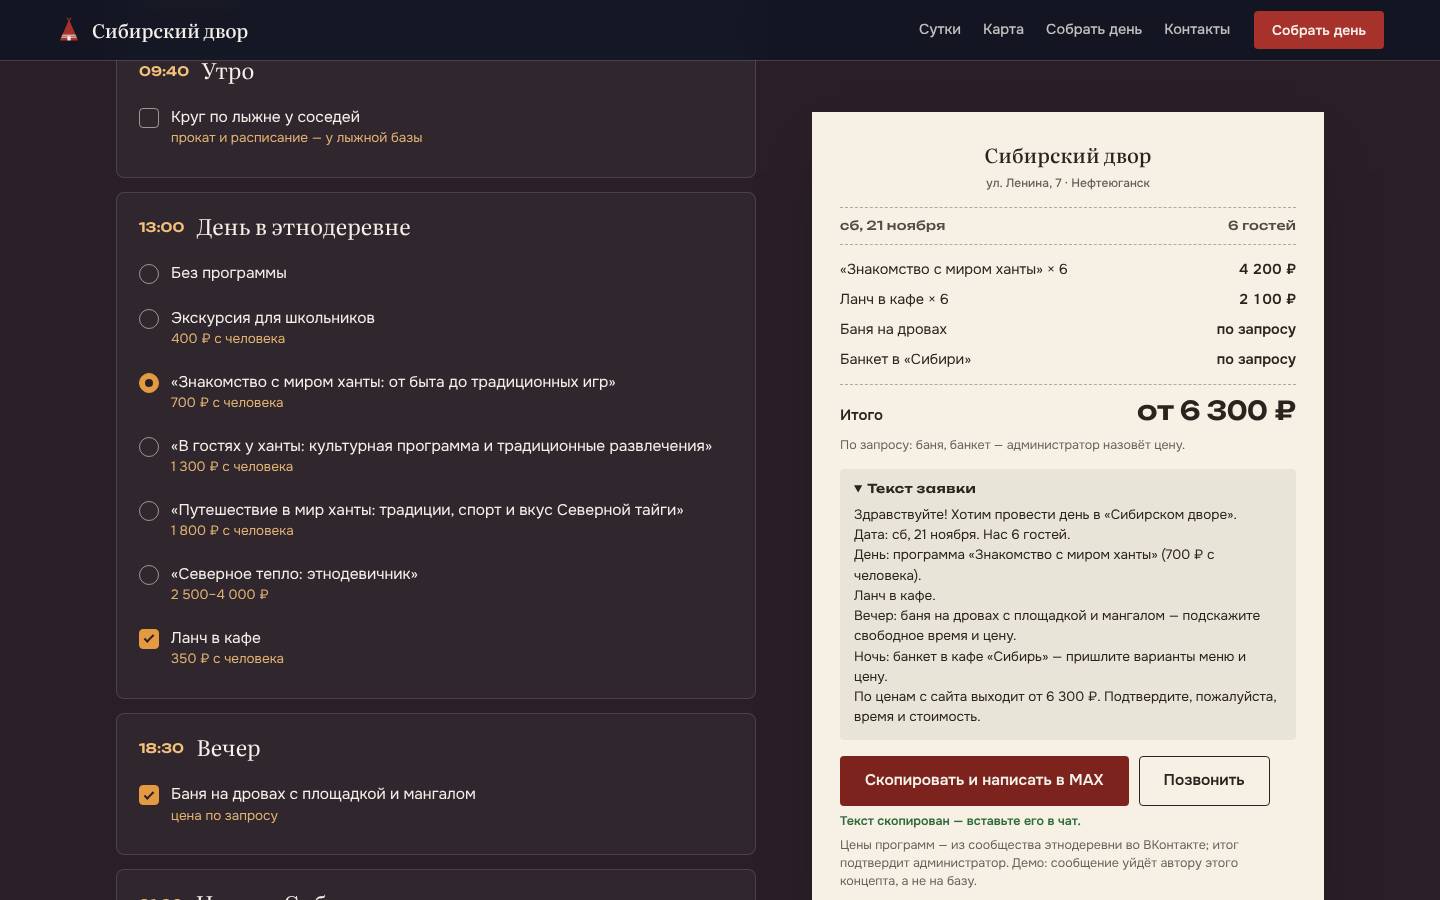 Сибирский двор
Сутки
Карта
Собрать день
Контакты
Собрать день
09:40 Утро
Круг по лыжне у соседей
прокат и расписание — у лыжной базы
13:00 День в этнодеревне
Без программы
Экскурсия для школьников
400 ₽ с человека
«Знакомство с миром ханты: от быта до традиционных игр»
700 ₽ с человека
«В гостях у ханты: культурная программа и традиционные развлечения»
1 300 ₽ с человека
«Путешествие в мир ханты: традиции, спорт и вкус Северной тайги»
1 800 ₽ с человека
«Северное тепло: этнодевичник»
2 500–4 000 ₽
Ланч в кафе
350 ₽ с человека
18:30 Вечер
Баня на дровах с площадкой и мангалом
цена по запросу
Сибирский двор
ул. Ленина, 7 · Нефтеюганск
сб, 21 ноября 6 гостей
«Знакомство с миром ханты» × 6 4 200 ₽
Ланч в кафе × 6 2 100 ₽
Баня на дровах по запросу
Банкет в «Сибири» по запросу
Итого от 6 300 ₽
По запросу: баня, банкет — администратор назовёт цену.
▼ Текст заявки
Здравствуйте! Хотим провести день в «Сибирском дворе».
Дата: сб, 21 ноября. Нас 6 гостей.
День: программа «Знакомство с миром ханты» (700 ₽ с
человека).
Ланч в кафе.
Вечер: баня на дровах с площадкой и мангалом — подскажите
свободное время и цену.
Ночь: банкет в кафе «Сибирь» — пришлите варианты меню и
цену.
По ценам с сайта выходит от 6 300 ₽. Подтвердите, пожалуйста,
время и стоимость.
Скопировать и написать в MAX
Позвонить
Текст скопирован — вставьте его в чат.
Цены программ — из сообщества этнодеревни во ВКонтакте; итог
подтвердит администратор. Демо: сообщение уйдёт автору этого
концепта, а не на базу.